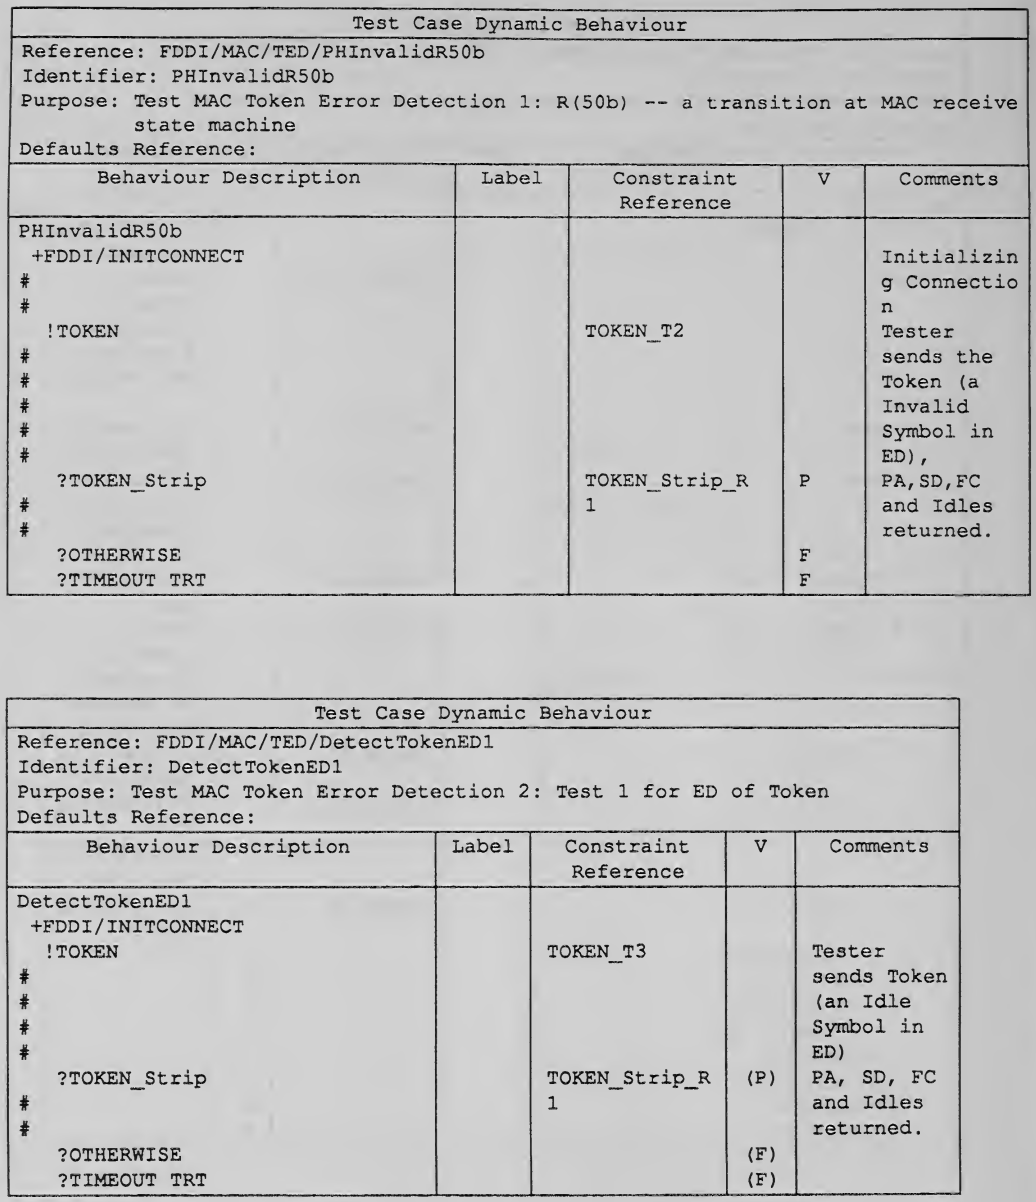 Test Case Dynamic Behaviour
Reference: FDDI/MAC/TED/PHInvalidR50b
Identifier: PHInvalidR50b
Purpose: Test MAC Token Error Detection 1: R(50b) -- a transition at MAC receive
state machine
Defaults Reference:
Behaviour Description Label Constraint V Comments
Reference
PHInvalidR50b
+FDDI/INITCONNECT Initializin
# g Connectio
# n
!TOKEN TOKEN_T2 Tester
# sends the
# Token (a
# Invalid
# Symbol in
# ED),
?TOKEN_Strip TOKEN_Strip_R P PA,SD,FC
# 1 and Idles
# returned.
?OTHERWISE F
?TIMEOUT TRT F
Test Case Dynamic Behaviour
Reference: FDDI/MAC/TED/DetectTokenED1
Identifier: DetectTokenED1
Purpose: Test MAC Token Error Detection 2: Test 1 for ED of Token
Defaults Reference:
Behaviour Description Label Constraint V Comments
Reference
DetectTokenED1
+FDDI/INITCONNECT
!TOKEN TOKEN_T3 Tester
# sends Token
# (an Idle
# Symbol in
# ED)
?TOKEN_Strip TOKEN_Strip_R (P) PA, SD, FC
# 1 and Idles
# returned.
?OTHERWISE (F)
?TIMEOUT TRT (F)